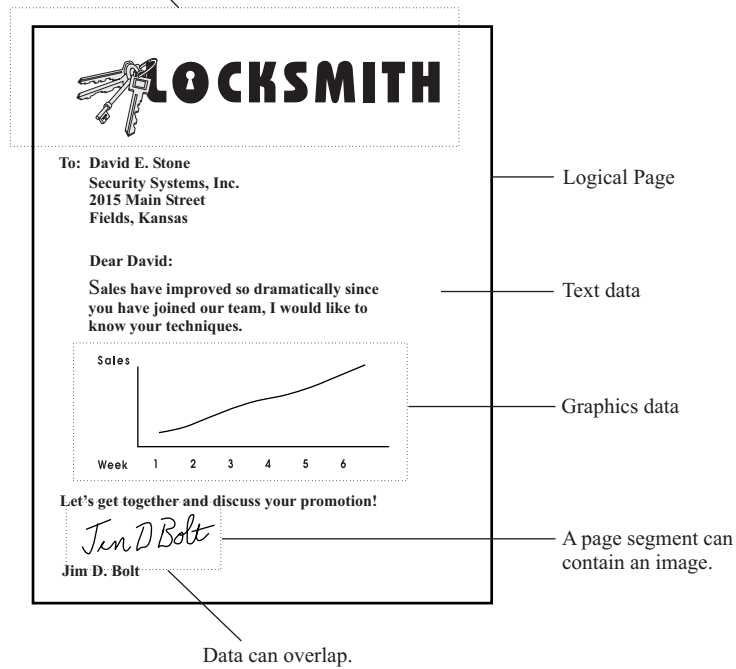 LOCKSMITH
To: David E. Stone
Security Systems, Inc.
2015 Main Street
Fields, Kansas
Logical Page
Dear David:
Sales have improved so dramatically since
you have joined our team, I would like to
know your techniques.
Text data
Sales
Week 1 2 3 4 5 6
Graphics data
Let's get together and discuss your promotion!
Jim D Bolt
Jim D. Bolt
A page segment can
contain an image.
Data can overlap.